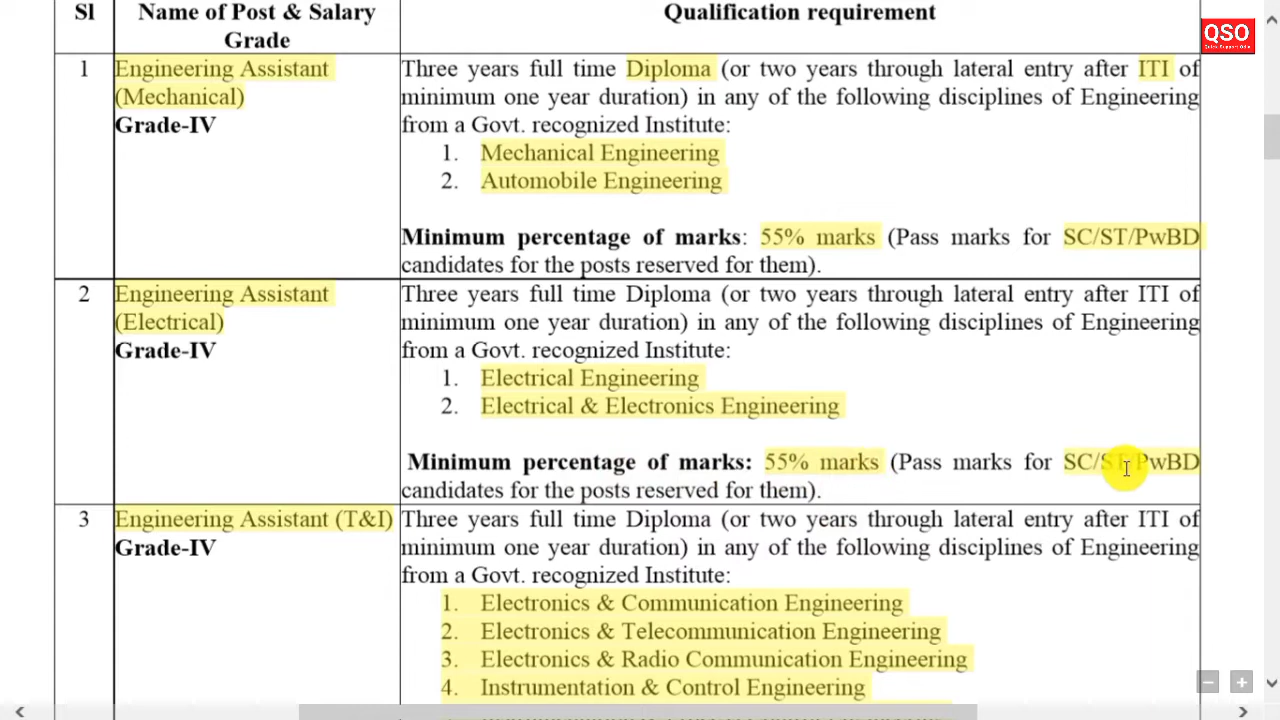 Sl Name of Post & Salary Grade Qualification requirement
QSO
Quick Support Odia
1 Engineering Assistant (Mechanical)
Grade-IV
Three years full time Diploma (or two years through lateral entry after ITI of
minimum one year duration) in any of the following disciplines of Engineering
from a Govt. recognized Institute:
1. Mechanical Engineering
2. Automobile Engineering
Minimum percentage of marks: 55% marks (Pass marks for SC/ST/PwBD
candidates for the posts reserved for them).
2 Engineering Assistant (Electrical)
Grade-IV
Three years full time Diploma (or two years through lateral entry after ITI of
minimum one year duration) in any of the following disciplines of Engineering
from a Govt. recognized Institute:
1. Electrical Engineering
2. Electrical & Electronics Engineering
Minimum percentage of marks: 55% marks (Pass marks for SC/ST/PwBD
candidates for the posts reserved for them).
3 Engineering Assistant (T&I)
Grade-IV
Three years full time Diploma (or two years through lateral entry after ITI of
minimum one year duration) in any of the following disciplines of Engineering
from a Govt. recognized Institute:
1. Electronics & Communication Engineering
2. Electronics & Telecommunication Engineering
3. Electronics & Radio Communication Engineering
4. Instrumentation & Control Engineering